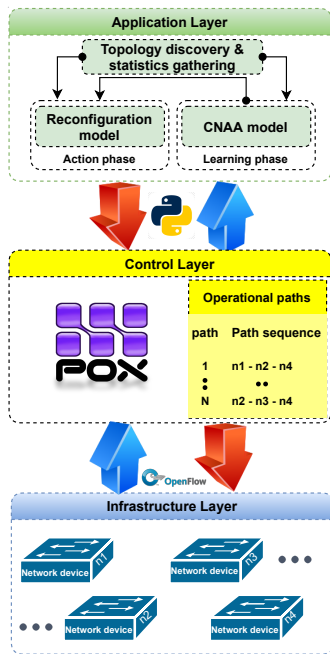 Application Layer
Topology discovery &
statistics gathering
Reconfiguration
model
CNAA model
Action phase
Learning phase
Control Layer
POX
Operational paths
path Path sequence
1 n1 - n2 - n4
N n2 - n3 - n4
OpenFlow
Infrastructure Layer
Network device n1
Network device n3
Network device n2
Network device n4